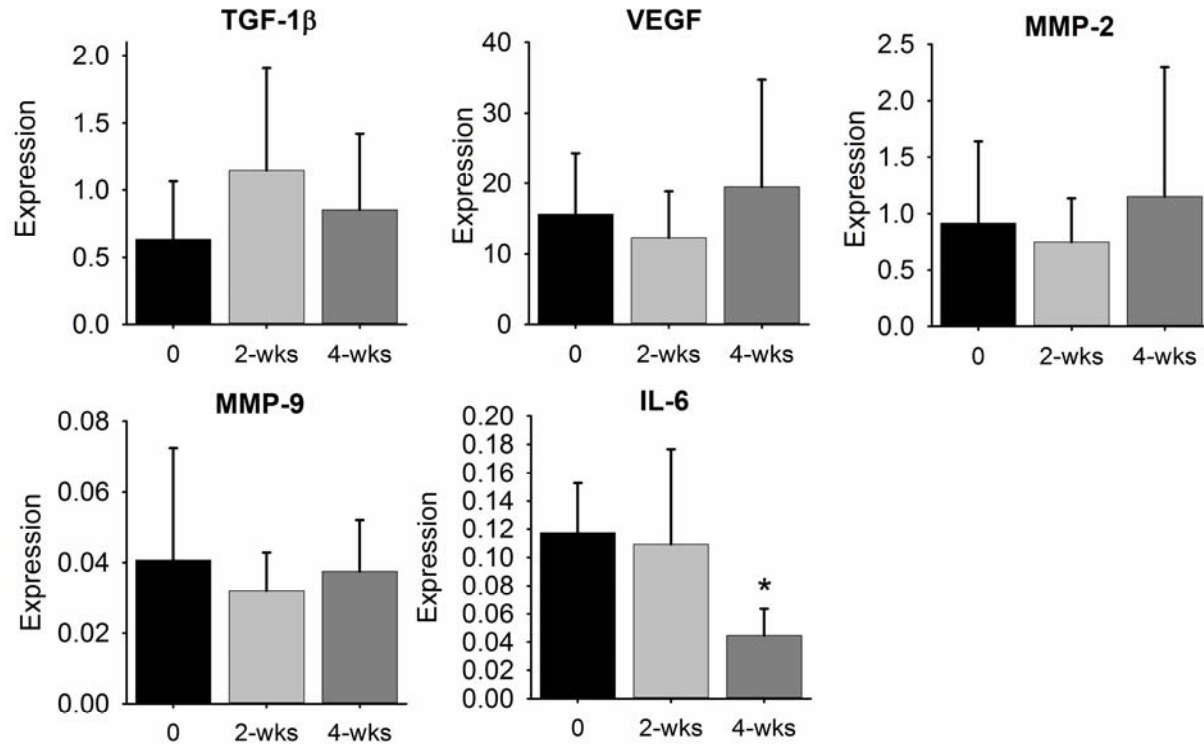 TGF-1β
Expression
2.0
1.5
1.0
0.5
0.0
0 2-wks 4-wks
VEGF
Expression
40
30
20
10
0
0 2-wks 4-wks
MMP-2
Expression
2.5
2.0
1.5
1.0
0.5
0.0
0 2-wks 4-wks
MMP-9
Expression
0.08
0.06
0.04
0.02
0.00
0 2-wks 4-wks
IL-6
Expression
0.20
0.18
0.16
0.14
0.12
0.10
0.08
0.06
0.04
0.02
0.00
*
0 2-wks 4-wks